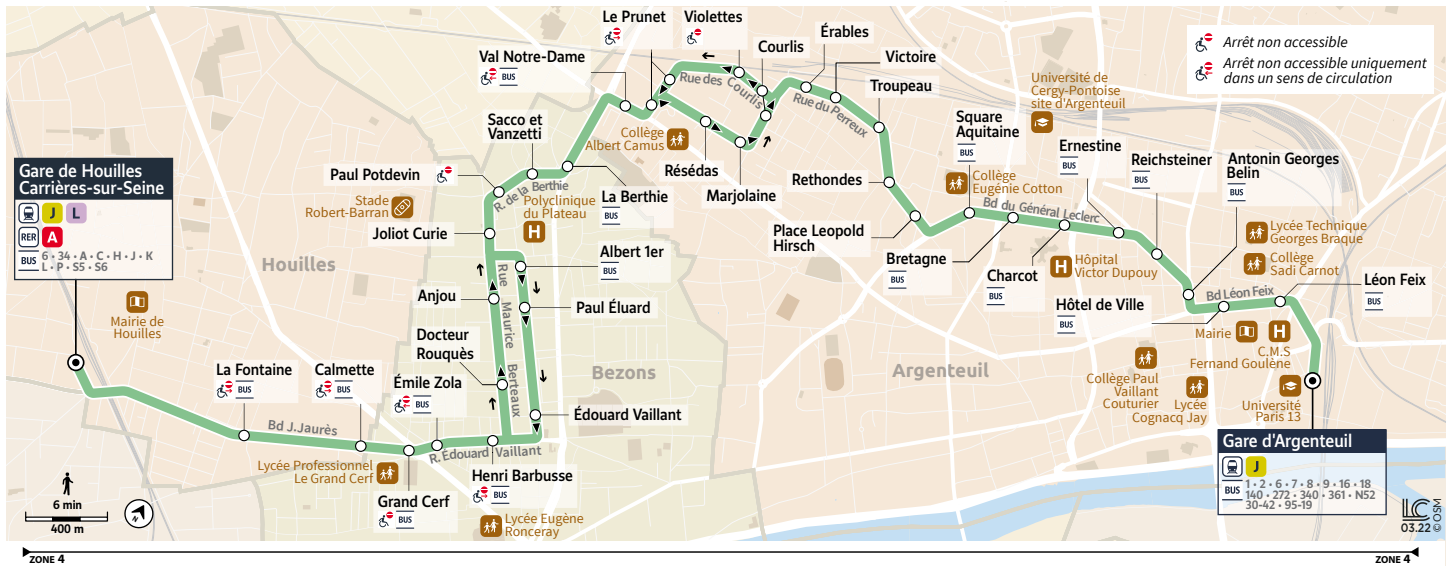 Le Prunet
Violettes
Courlis
Érables
Victoire
Troupeau
Val Notre-Dame
BUS
Rue des Courlis
Rue du Perreux
Arrêt non accessible
Arrêt non accessible uniquement
dans un sens de circulation
Université de
Cergy-Pontoise
site d'Argenteuil
Sacco et
Vanzetti
Collège
Albert Camus
Square
Aquitaine
BUS
Ernestine
BUS
Reichsteiner
BUS
Antonin Georges
Belin
BUS
Gare de Houilles
Carrières-sur-Seine
J L
RER A
BUS
6 • 34 • A • C • H • J • K
L • P • S5 • S6
Paul Potdevin
R. de la Berthie
Résédas
Marjolaine
Rethondes
Collège
Eugénie Cotton
Stade
Robert-Barran
Polyclinique
du Plateau
H
La Berthie
BUS
Joliot Curie
Place Leopold
Hirsch
Bd du Général Leclerc
Lycée Technique
Georges Braque
Collège
Sadi Carnot
Houilles
Albert 1er
BUS
Bretagne
BUS
Charcot
BUS
H
Hôpital
Victor Dupouy
Bd Léon Feix
Léon Feix
BUS
Anjou
Rue Maurice Berteaux
Paul Éluard
Hôtel de Ville
BUS
Mairie de
Houilles
Docteur
Rouquès
Mairie
H
C.M.S
Fernand Goulène
La Fontaine
BUS
Calmette
BUS
Émile Zola
BUS
Bezons
Argenteuil
Collège Paul
Vaillant
Couturier
Lycée
Cognacq Jay
Université
Paris 13
Édouard Vaillant
Bd J.Jaurès
R. Édouard Vaillant
Lycée Professionnel
Le Grand Cerf
Grand Cerf
BUS
Henri Barbusse
BUS
Lycée Eugène
Ronceray
Gare d'Argenteuil
J
BUS
1 • 2 • 6 • 7 • 8 • 9 • 16 • 18
140 • 272 • 340 • 361 • N52
30-42 • 95-19
6 min
400 m
N
LC
03.22
© OSM
ZONE 4
ZONE 4